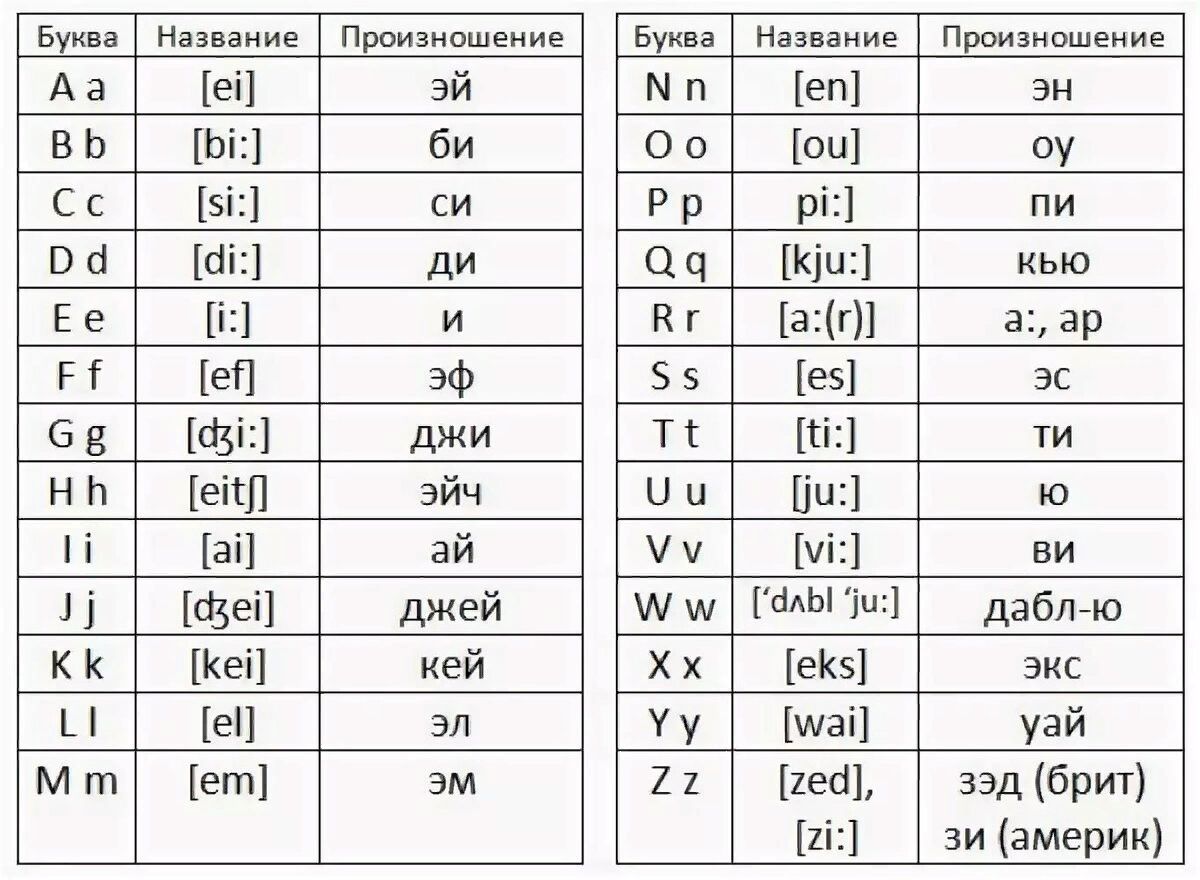 Буква Название Произношение
A a [ei] эй
B b [bi:] би
C c [si:] си
D d [di:] ди
E e [i:] и
F f [ef] эф
G g [ʤi:] джи
H h [eitʃ] эйч
I i [ai] ай
J j [ʤei] джей
K k [kei] кей
L l [el] эл
M m [em] эм
Буква Название Произношение
N n [en] эн
O o [ou] оу
P p pi:] пи
Q q [kju:] кью
R r [a:(r)] а:, ар
S s [es] эс
T t [ti:] ти
U u [ju:] ю
V v [vi:] ви
W w [‘dʌbl ‘ju:] дабл-ю
X x [eks] экс
Y y [wai] уай
Z z [zed], зэд (брит)
[zi:] зи (америк)